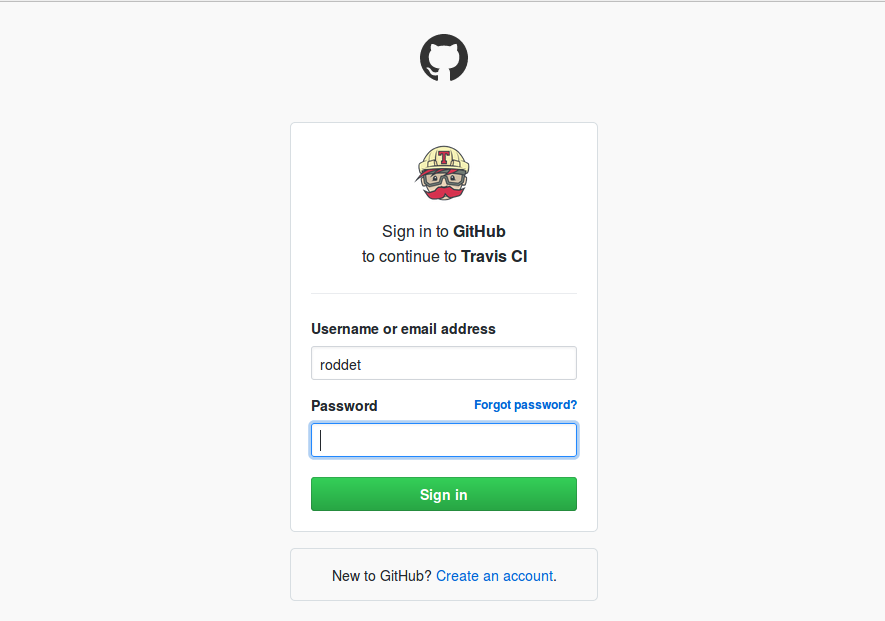 T
Sign in to GitHub
to continue to Travis CI
Username or email address
roddet
Password Forgot password?
Sign in
New to GitHub? Create an account.